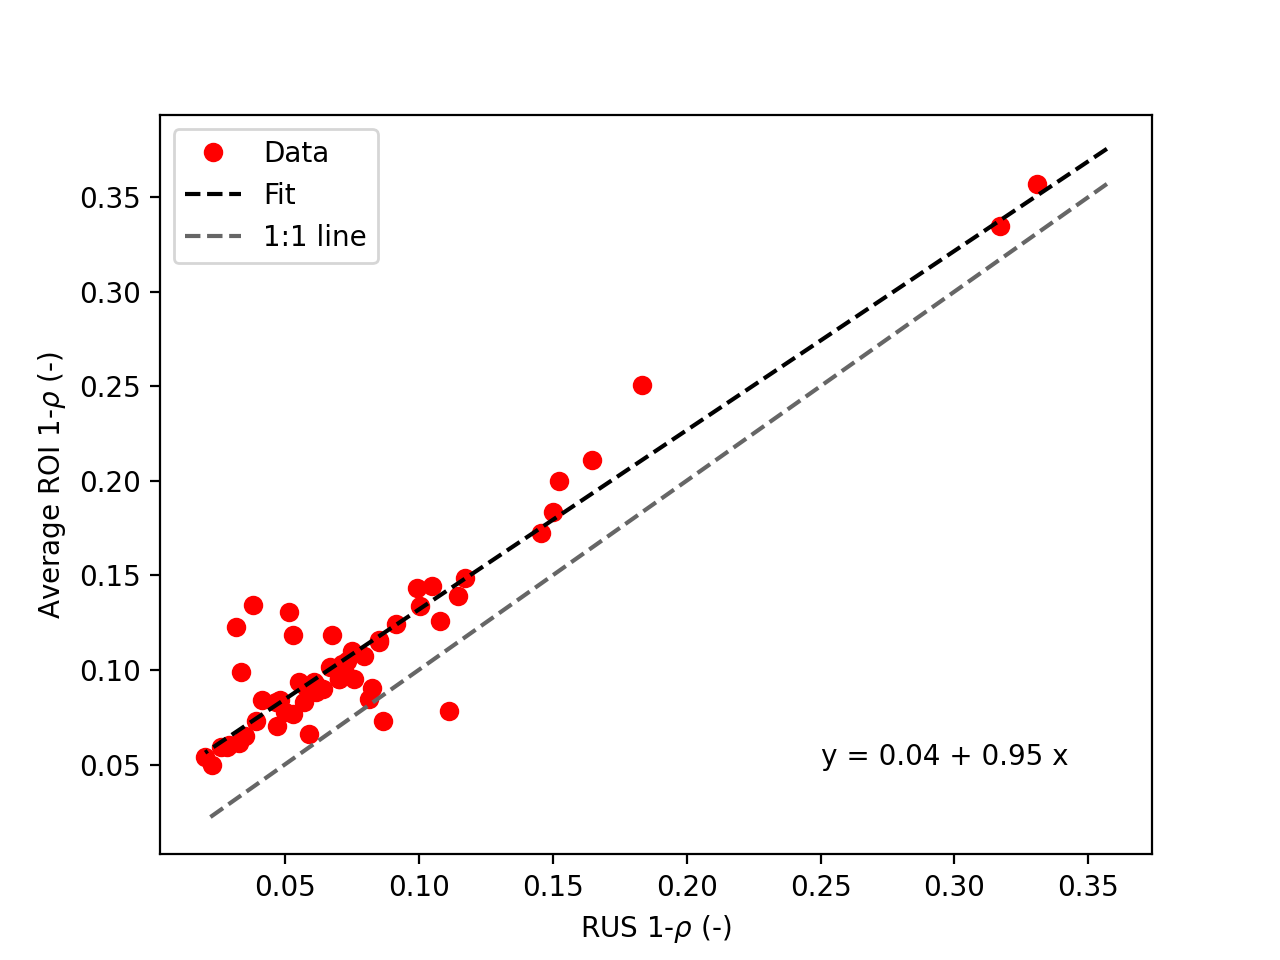 Data
Fit
1:1 line
0.35
0.30
0.25
0.20
0.15
0.10
0.05
Average ROI 1-ρ (-)
y = 0.04 + 0.95 x
0.05 0.10 0.15 0.20 0.25 0.30 0.35
RUS 1-ρ (-)